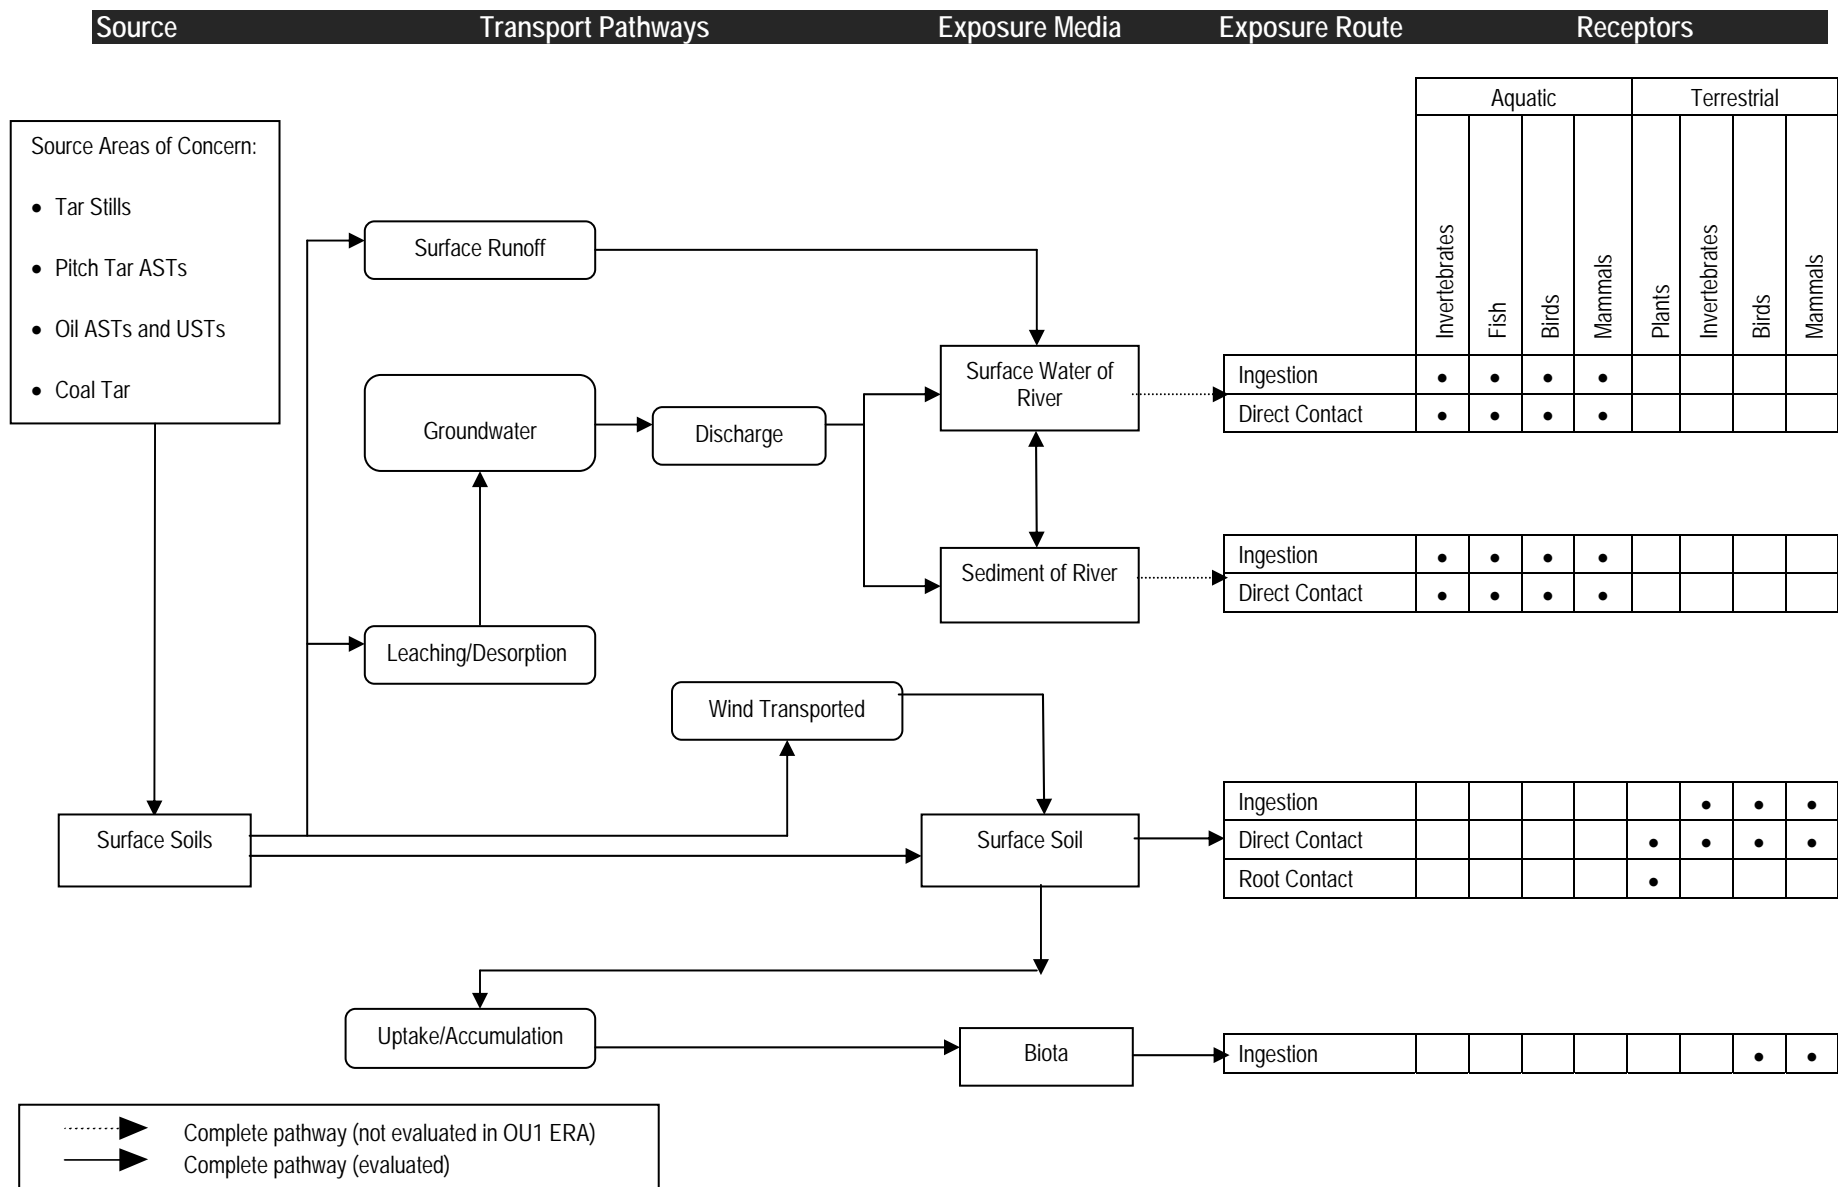 Source Transport Pathways Exposure Media Exposure Route Receptors
Aquatic Terrestrial
Invertebrates
Fish
Birds
Mammals
Plants
Invertebrates
Birds
Mammals
Source Areas of Concern:
• Tar Stills
• Pitch Tar ASTs
• Oil ASTs and USTs
• Coal Tar
Surface Runoff
Groundwater
Discharge
Surface Water of
River
Ingestion • • • •
Direct Contact • • • •
Leaching/Desorption
Sediment of River
Ingestion • • • •
Direct Contact • • • •
Wind Transported
Surface Soils
Surface Soil
Ingestion • • •
Direct Contact • • • •
Root Contact •
Uptake/Accumulation
Biota
Ingestion • •
Complete pathway (not evaluated in OU1 ERA)
Complete pathway (evaluated)